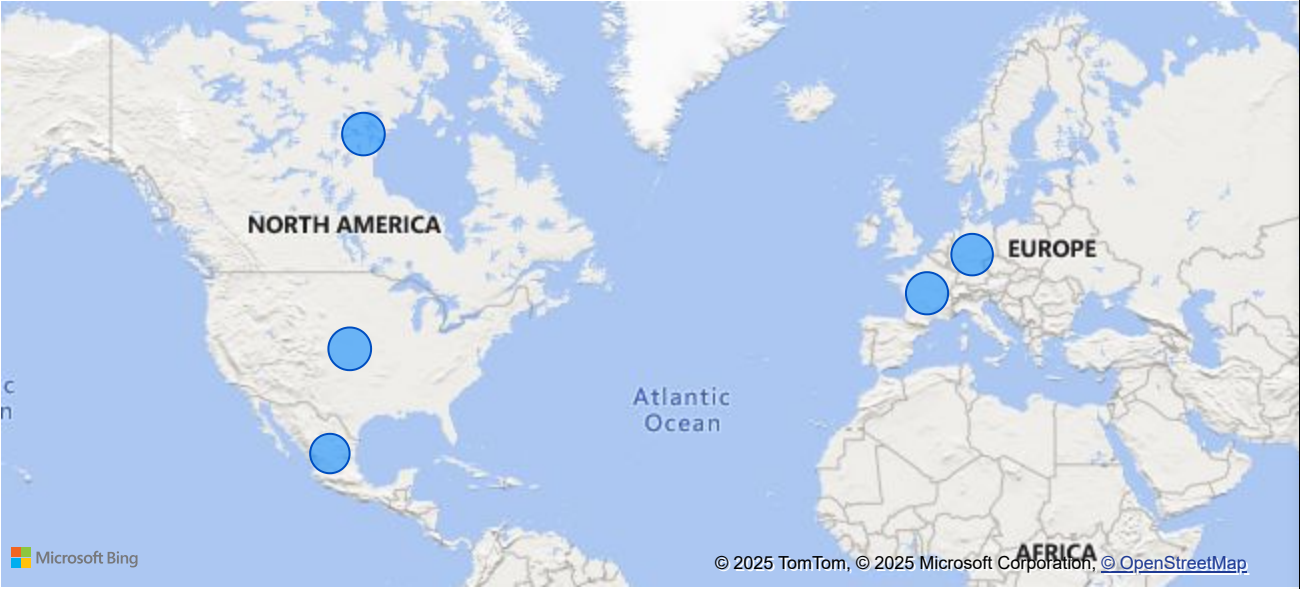 NORTH AMERICA
EUROPE
c
n
Atlantic
Ocean
AFRICA
Microsoft Bing
© 2025 TomTom, © 2025 Microsoft Corporation, © OpenStreetMap